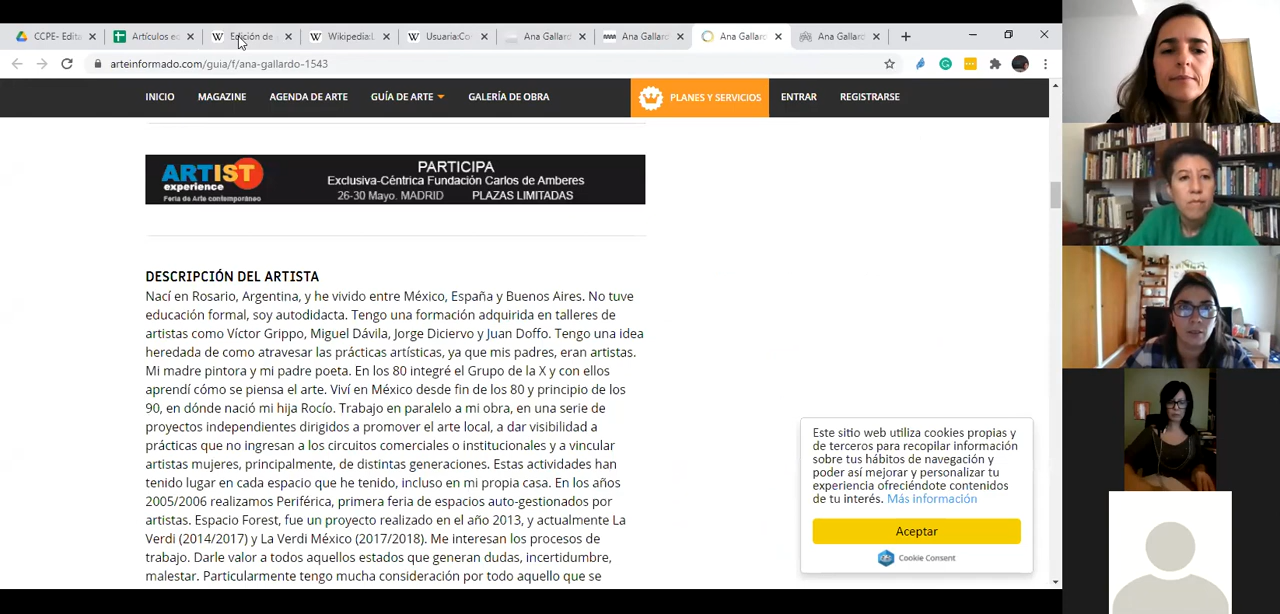 CCPE- Edita
Artículos ed
Edición de
Wikipedia:L
Usuaria:Co
Ana Gallard
Ana Gallard
Ana Gallard
Ana Gallard
arteinformado.com/guia/f/ana-gallardo-1543
INICIO
MAGAZINE
AGENDA DE ARTE
GUÍA DE ARTE
GALERÍA DE OBRA
PLANES Y SERVICIOS
ENTRAR
REGISTRARSE
ARTIST
experience
Feria de Arte contemporáneo
PARTICIPA
Exclusiva-Céntrica Fundación Carlos de Amberes
26-30 Mayo. MADRID PLAZAS LIMITADAS
DESCRIPCIÓN DEL ARTISTA
Nací en Rosario, Argentina, y he vivido entre México, España y Buenos Aires. No tuve
educación formal, soy autodidacta. Tengo una formación adquirida en talleres de
artistas como Víctor Grippo, Miguel Dávila, Jorge Diciervo y Juan Doffo. Tengo una idea
heredada de como atravesar las prácticas artísticas, ya que mis padres, eran artistas.
Mi madre pintora y mi padre poeta. En los 80 integré el Grupo de la X y con ellos
aprendí cómo se piensa el arte. Viví en México desde fin de los 80 y principio de los
90, en dónde nació mi hija Rocío. Trabajo en paralelo a mi obra, en una serie de
proyectos independientes dirigidos a promover el arte local, a dar visibilidad a
prácticas que no ingresan a los circuitos comerciales o institucionales y a vincular
artistas mujeres, principalmente, de distintas generaciones. Estas actividades han
tenido lugar en cada espacio que he tenido, incluso en mi propia casa. En los años
2005/2006 realizamos Periférica, primera feria de espacios auto-gestionados por
artistas. Espacio Forest, fue un proyecto realizado en el año 2013, y actualmente La
Verdi (2014/2017) y La Verdi México (2017/2018). Me interesan los procesos de
trabajo. Darle valor a todos aquellos estados que generan dudas, incertidumbre,
malestar. Particularmente tengo mucha consideración por todo aquello que se
Este sitio web utiliza cookies propias y
de terceros para recopilar información
sobre tus hábitos de navegación y
poder así mejorar y personalizar tu
experiencia ofreciéndote contenidos
de tu interés. Más información
Aceptar
Cookie Consent